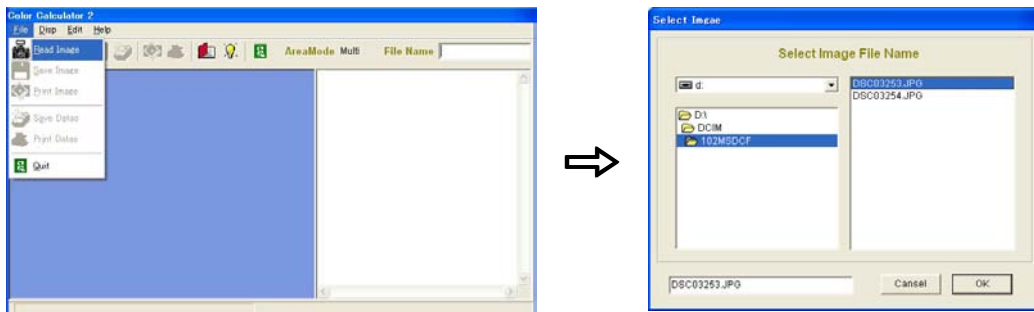 Color Calculator 2
File Disp Edit Help
Read Image
AreaMode Multi File Name
Save Image
Print Image
Save Datas
Print Datas
Quit
Select Imgae
Select Image File Name
d:
D:\
DCIM
102MSDCF
DSC03253.JPG
DSC03254.JPG
DSC03253.JPG
Cansel
OK